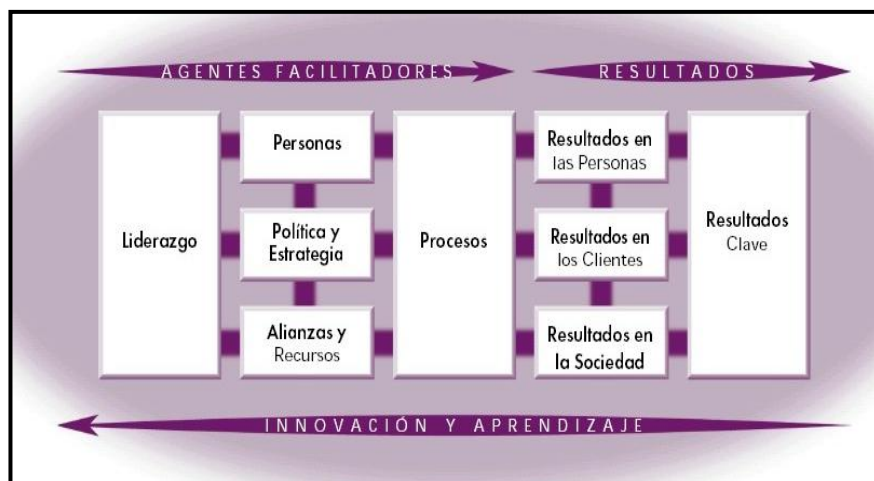 AGENTES FACILITADORES
RESULTADOS
Liderazgo
Personas
Política y
Estrategia
Alianzas y
Recursos
Procesos
Resultados en
las Personas
Resultados en
los Clientes
Resultados en
la Sociedad
Resultados
Clave
INNOVACIÓN Y APRENDIZAJE